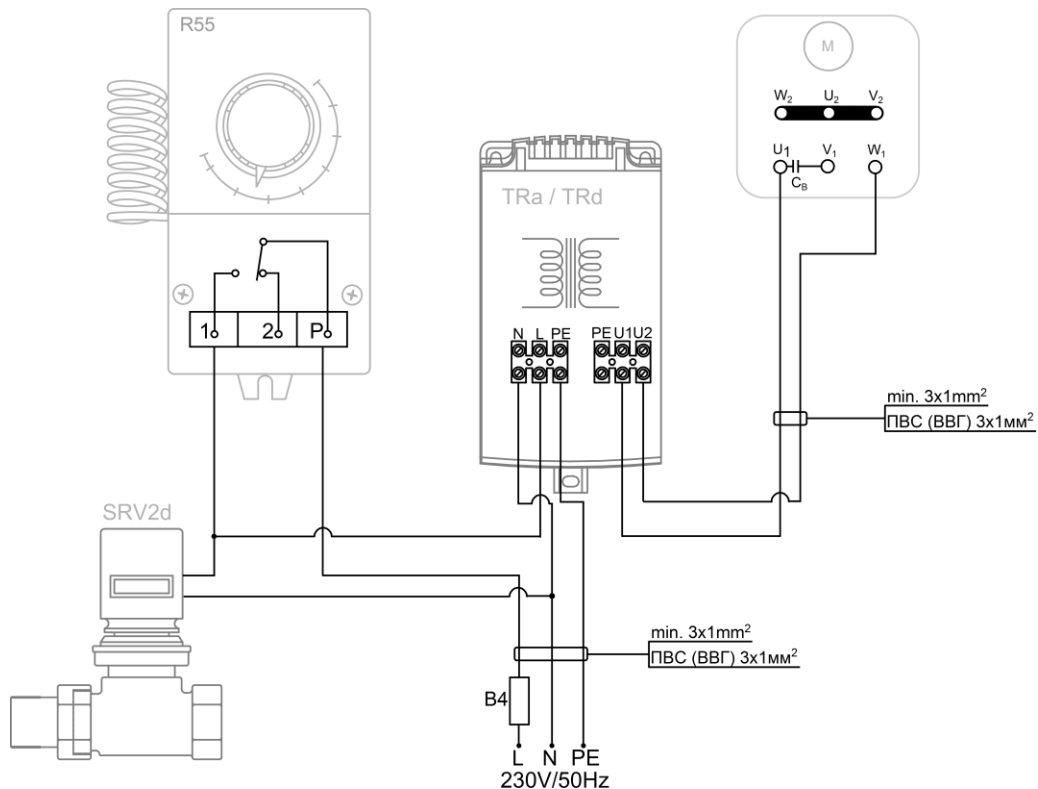 R55
1 2 P
SRV2d
TRa / TRd
N L PE PE U1 U2
M
W₂ U₂ V₂
U1 V₁ W₁
C_B
min. 3x1mm²
ПВС (ВВГ) 3x1мм²
min. 3x1mm²
ПВС (ВВГ) 3x1мм²
B4
L N PE
230V/50Hz